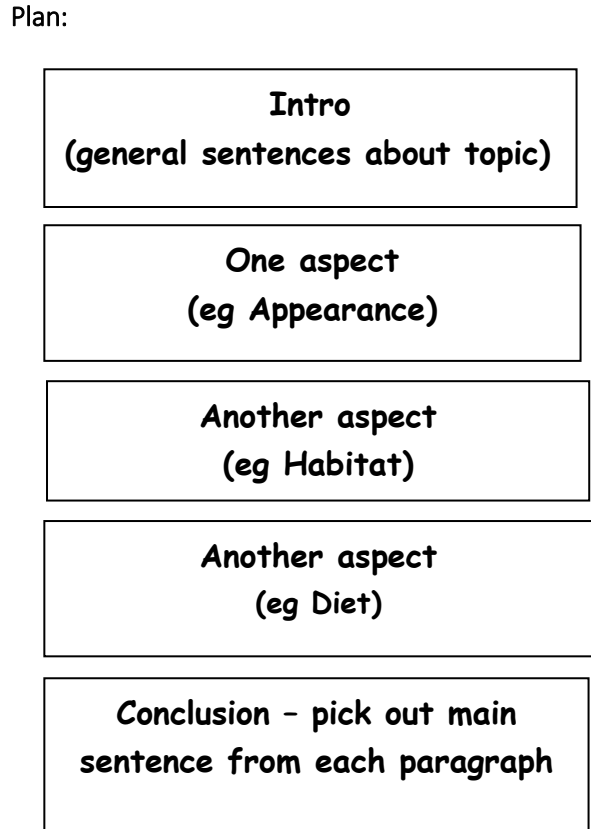 Plan:
Intro
(general sentences about topic)
One aspect
(eg Appearance)
Another aspect
(eg Habitat)
Another aspect
(eg Diet)
Conclusion – pick out main
sentence from each paragraph